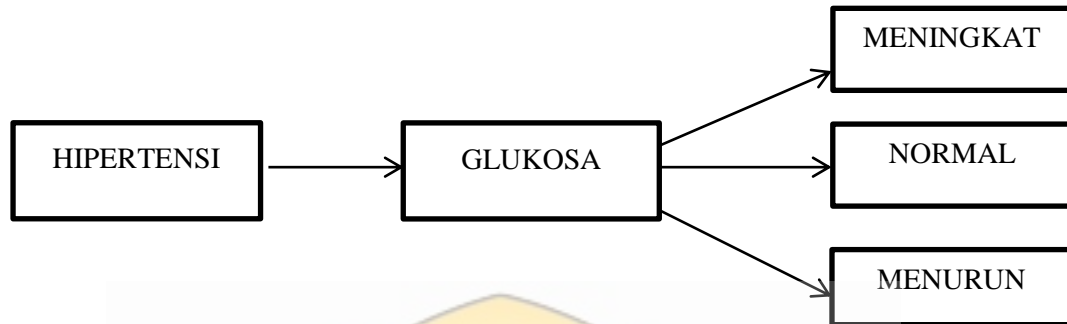 MENINGKAT
HIPERTENSI
GLUKOSA
NORMAL
MENURUN